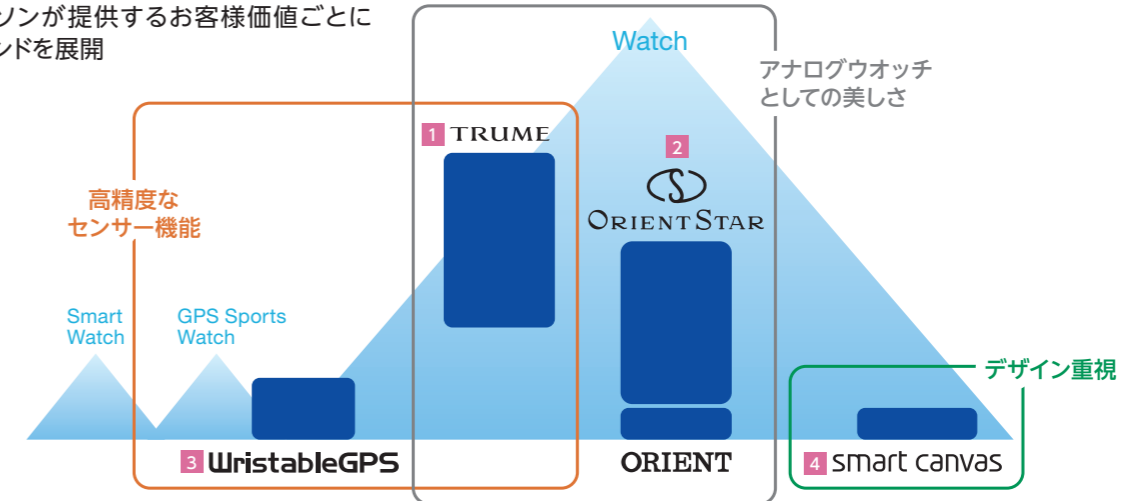 ソンが提供するお客様価値ごとに
ンドを展開
Watch
アナログウオッチ
としての美しさ
1 TRUME
2
ORIENT STAR
高精度な
センサー機能
Smart
Watch
GPS Sports
Watch
デザイン重視
3 WristableGPS
ORIENT
4 smart canvas